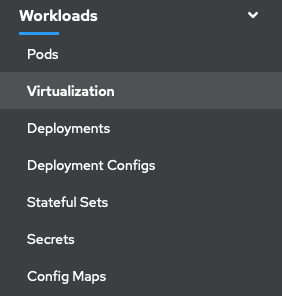 Workloads
Pods
Virtualization
Deployments
Deployment Configs
Stateful Sets
Secrets
Config Maps